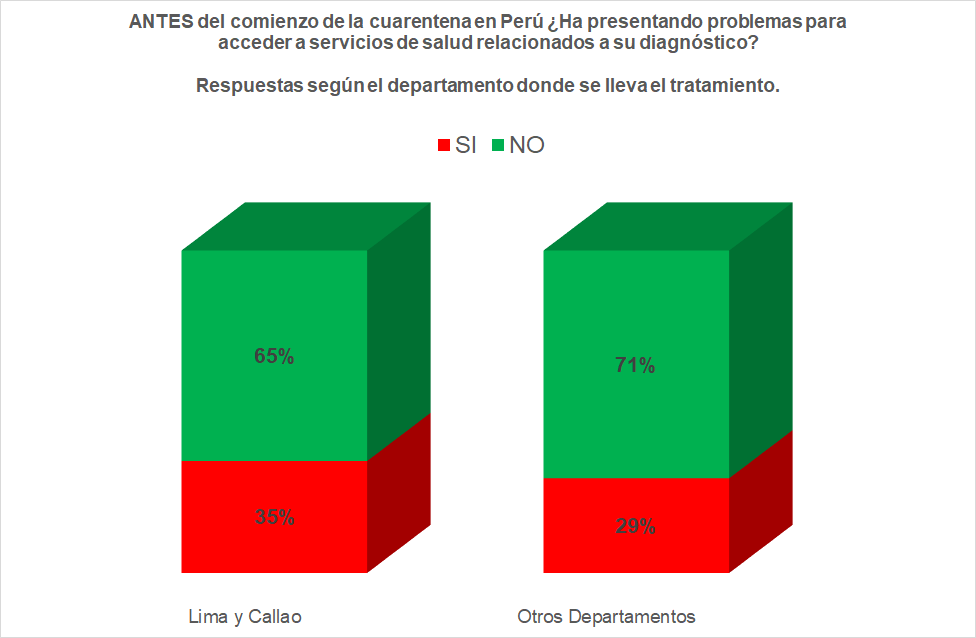 ANTES del comienzo de la cuarentena en Perú ¿Ha presentando problemas para
acceder a servicios de salud relacionados a su diagnóstico?
Respuestas según el departamento donde se lleva el tratamiento.
SI NO
65%
71%
35%
29%
Lima y Callao
Otros Departamentos